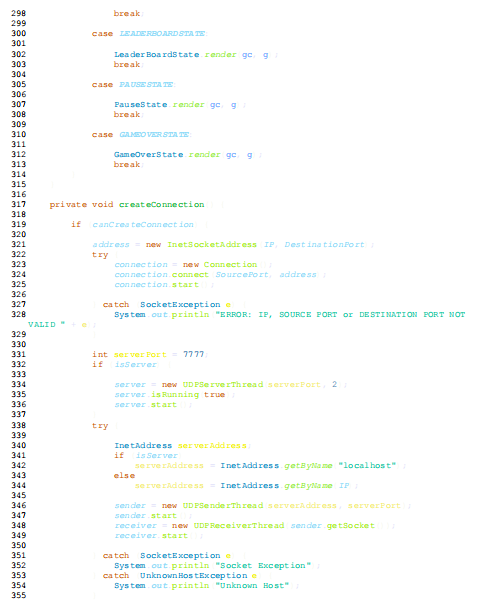 298 break
299
300 case LEADERBOARDSTATE
301
302 LeaderBoardState render gc, g ;
303 break
304
305 case PAUSESTATE
306
307 PauseState render gc, g ;
308 break
309
310 case GAMEOVERSTATE
311
312 GameOverState render gc, g ;
313 break
314
315
316
317 private void createConnection
318
319 if canCreateConnection
320
321 address = new InetSocketAddress IP, DestinationPort ;
322 try
323 connection = new Connection ;
324 connection connect SourcePort, address ;
325 connection start ;
326
327 catch SocketException e
328 System out println "ERROR: IP, SOURCE PORT or DESTINATION PORT NOT
VALID " + e ;
329
330
331 int serverPort = 7777;
332 if isServer
333
334 server = new UDPServerThread serverPort, 2 ;
335 server isRunning true ;
336 server start ;
337
338 try
339
340 InetAddress serverAddress;
341 if isServer
342 serverAddress = InetAddress getByName "localhost" ;
343 else
344 serverAddress = InetAddress getByName IP ;
345
346 sender = new UDPSenderThread serverAddress, serverPort ;
347 sender start ;
348 receiver = new UDPReceiverThread sender getSocket ;
349 receiver start ;
350
351 catch SocketException e
352 System out println "Socket Exception" ;
353 catch UnknownHostException e
354 System out println "Unknown Host" ;
355